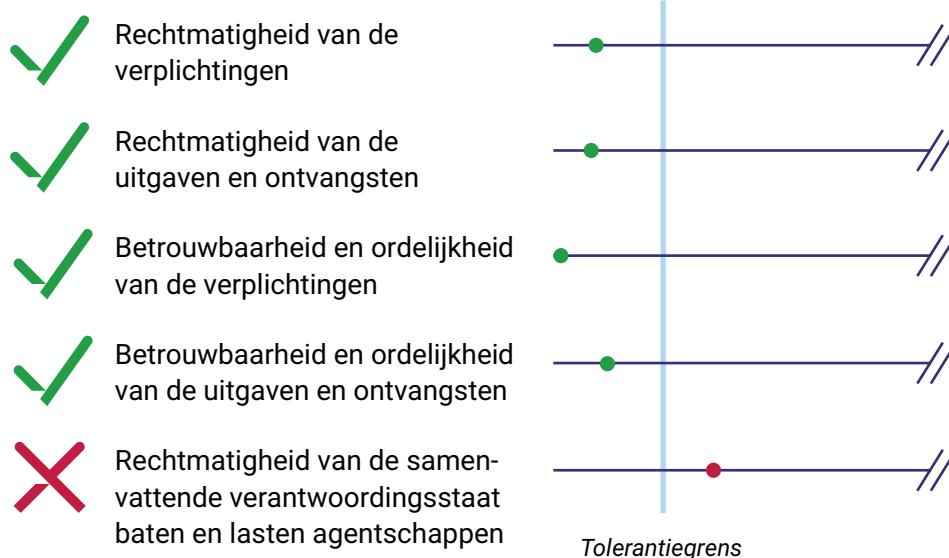 Rechtmatigheid van de
verplichtingen
Rechtmatigheid van de
uitgaven en ontvangsten
Betrouwbaarheid en ordelijkheid
van de verplichtingen
Betrouwbaarheid en ordelijkheid
van de uitgaven en ontvangsten
Rechtmatigheid van de samen-
vattende verantwoordingsstaat
baten en lasten agentschappen
Tolerantiegrens